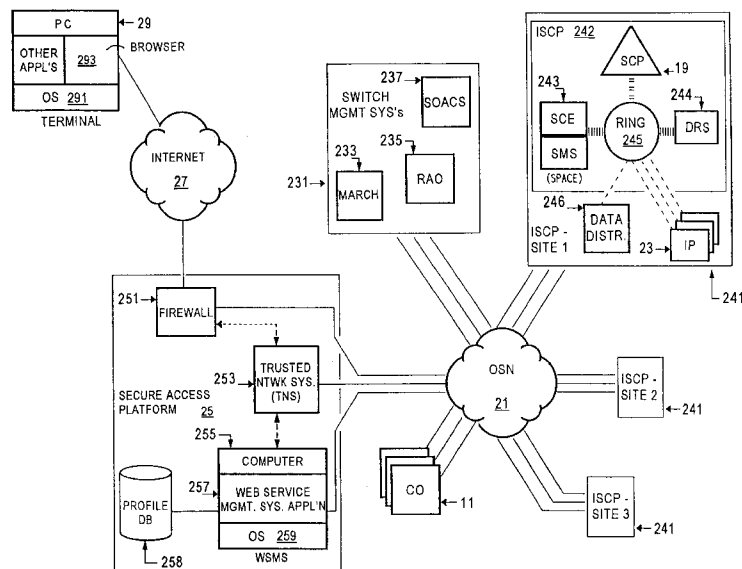 PC
29
BROWSER
OTHER
APPL'S
293
OS 291
TERMINAL
INTERNET
27
SWITCH
MGMT SYS's
237
SOACS
235
RAO
233
MARCH
231
ISCP 242
SCP
19
243
SCE
SMS
(SPACE)
RING
245
244
DRS
246
DATA
DISTR.
ISCP -
SITE 1
23
IP
241
251
FIREWALL
253
TRUSTED
NTWK SYS.
(TNS)
SECURE ACCESS
PLATFORM 25
255
COMPUTER
257
WEB SERVICE
MGMT. SYS. APPL'N
OS 259
WSMS
PROFILE
DB
258
OSN
21
CO
11
ISCP -
SITE 2
241
ISCP -
SITE 3
241